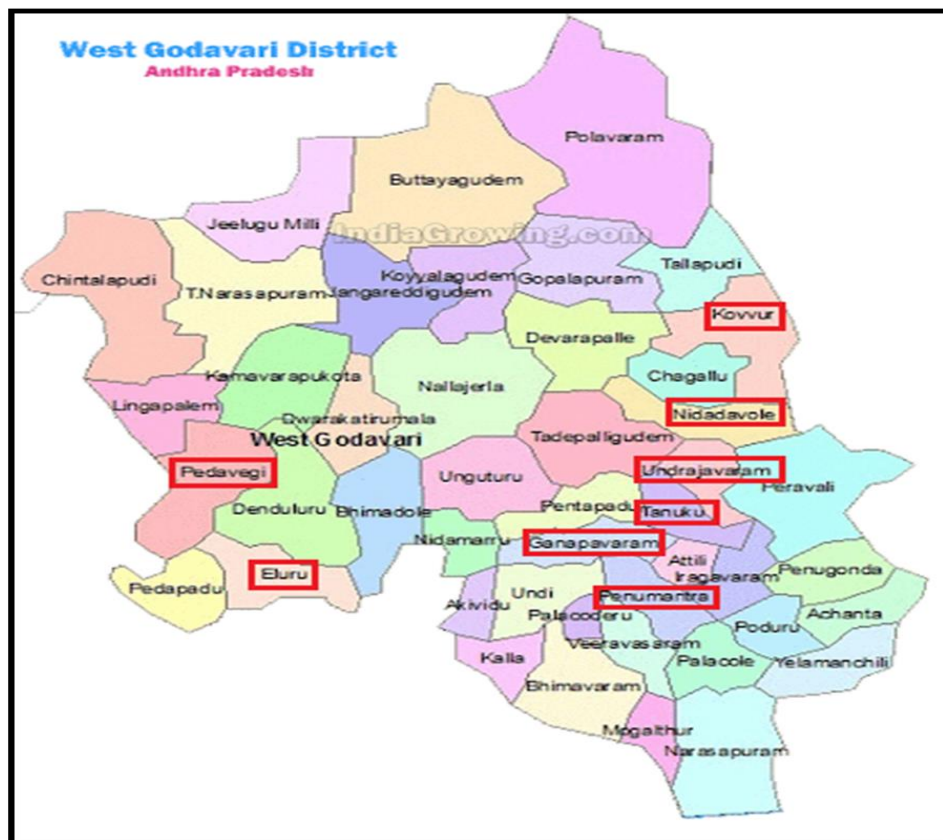 West Godavari District
Andhra Pradesh
Polavaram
Buttayagudem
Jeelugu Milli
IndiaGrowing.com
Tallapudi
Chintalapudi
Koyyalagudem
Gopalapuram
T.Narasapuram
Jangareddigudem
Kovvur
Devarapalle
Kamavarapukota
Nallajerla
Chagallu
Lingapalem
Dwarakatirumala
Nidadavole
West Godavari
Tadepalligudem
Pedavegi
Unguturu
Undrajavaram
Peravali
Denduluru
Bhimadole
Pentapadu
Tanuku
Nidamarru
Ganapavaram
Attili
Iragavaram
Penugonda
Eluru
Pedapadu
Undi
Penumantra
Akividu
Palacoderu
Achanta
Poduru
Veeravasaram
Kalla
Palacole
Yelamanchili
Bhimavaram
Mogalthur
Narasapuram